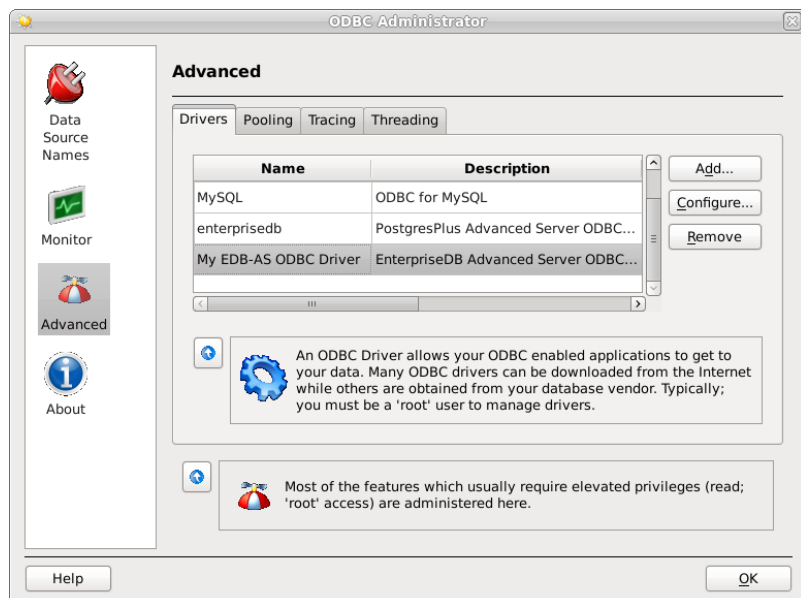 ODBC Administrator
Data
Source
Names
Monitor
Advanced
About
Advanced
Drivers Pooling Tracing Threading
Name Description
MySQL ODBC for MySQL
enterprisedb PostgresPlus Advanced Server ODBC...
My EDB-AS ODBC Driver EnterpriseDB Advanced Server ODBC...
Add...
Configure...
Remove
An ODBC Driver allows your ODBC enabled applications to get to
your data. Many ODBC drivers can be downloaded from the Internet
while others are obtained from your database vendor. Typically;
you must be a 'root' user to manage drivers.
Most of the features which usually require elevated privileges (read;
'root' access) are administered here.
Help
OK